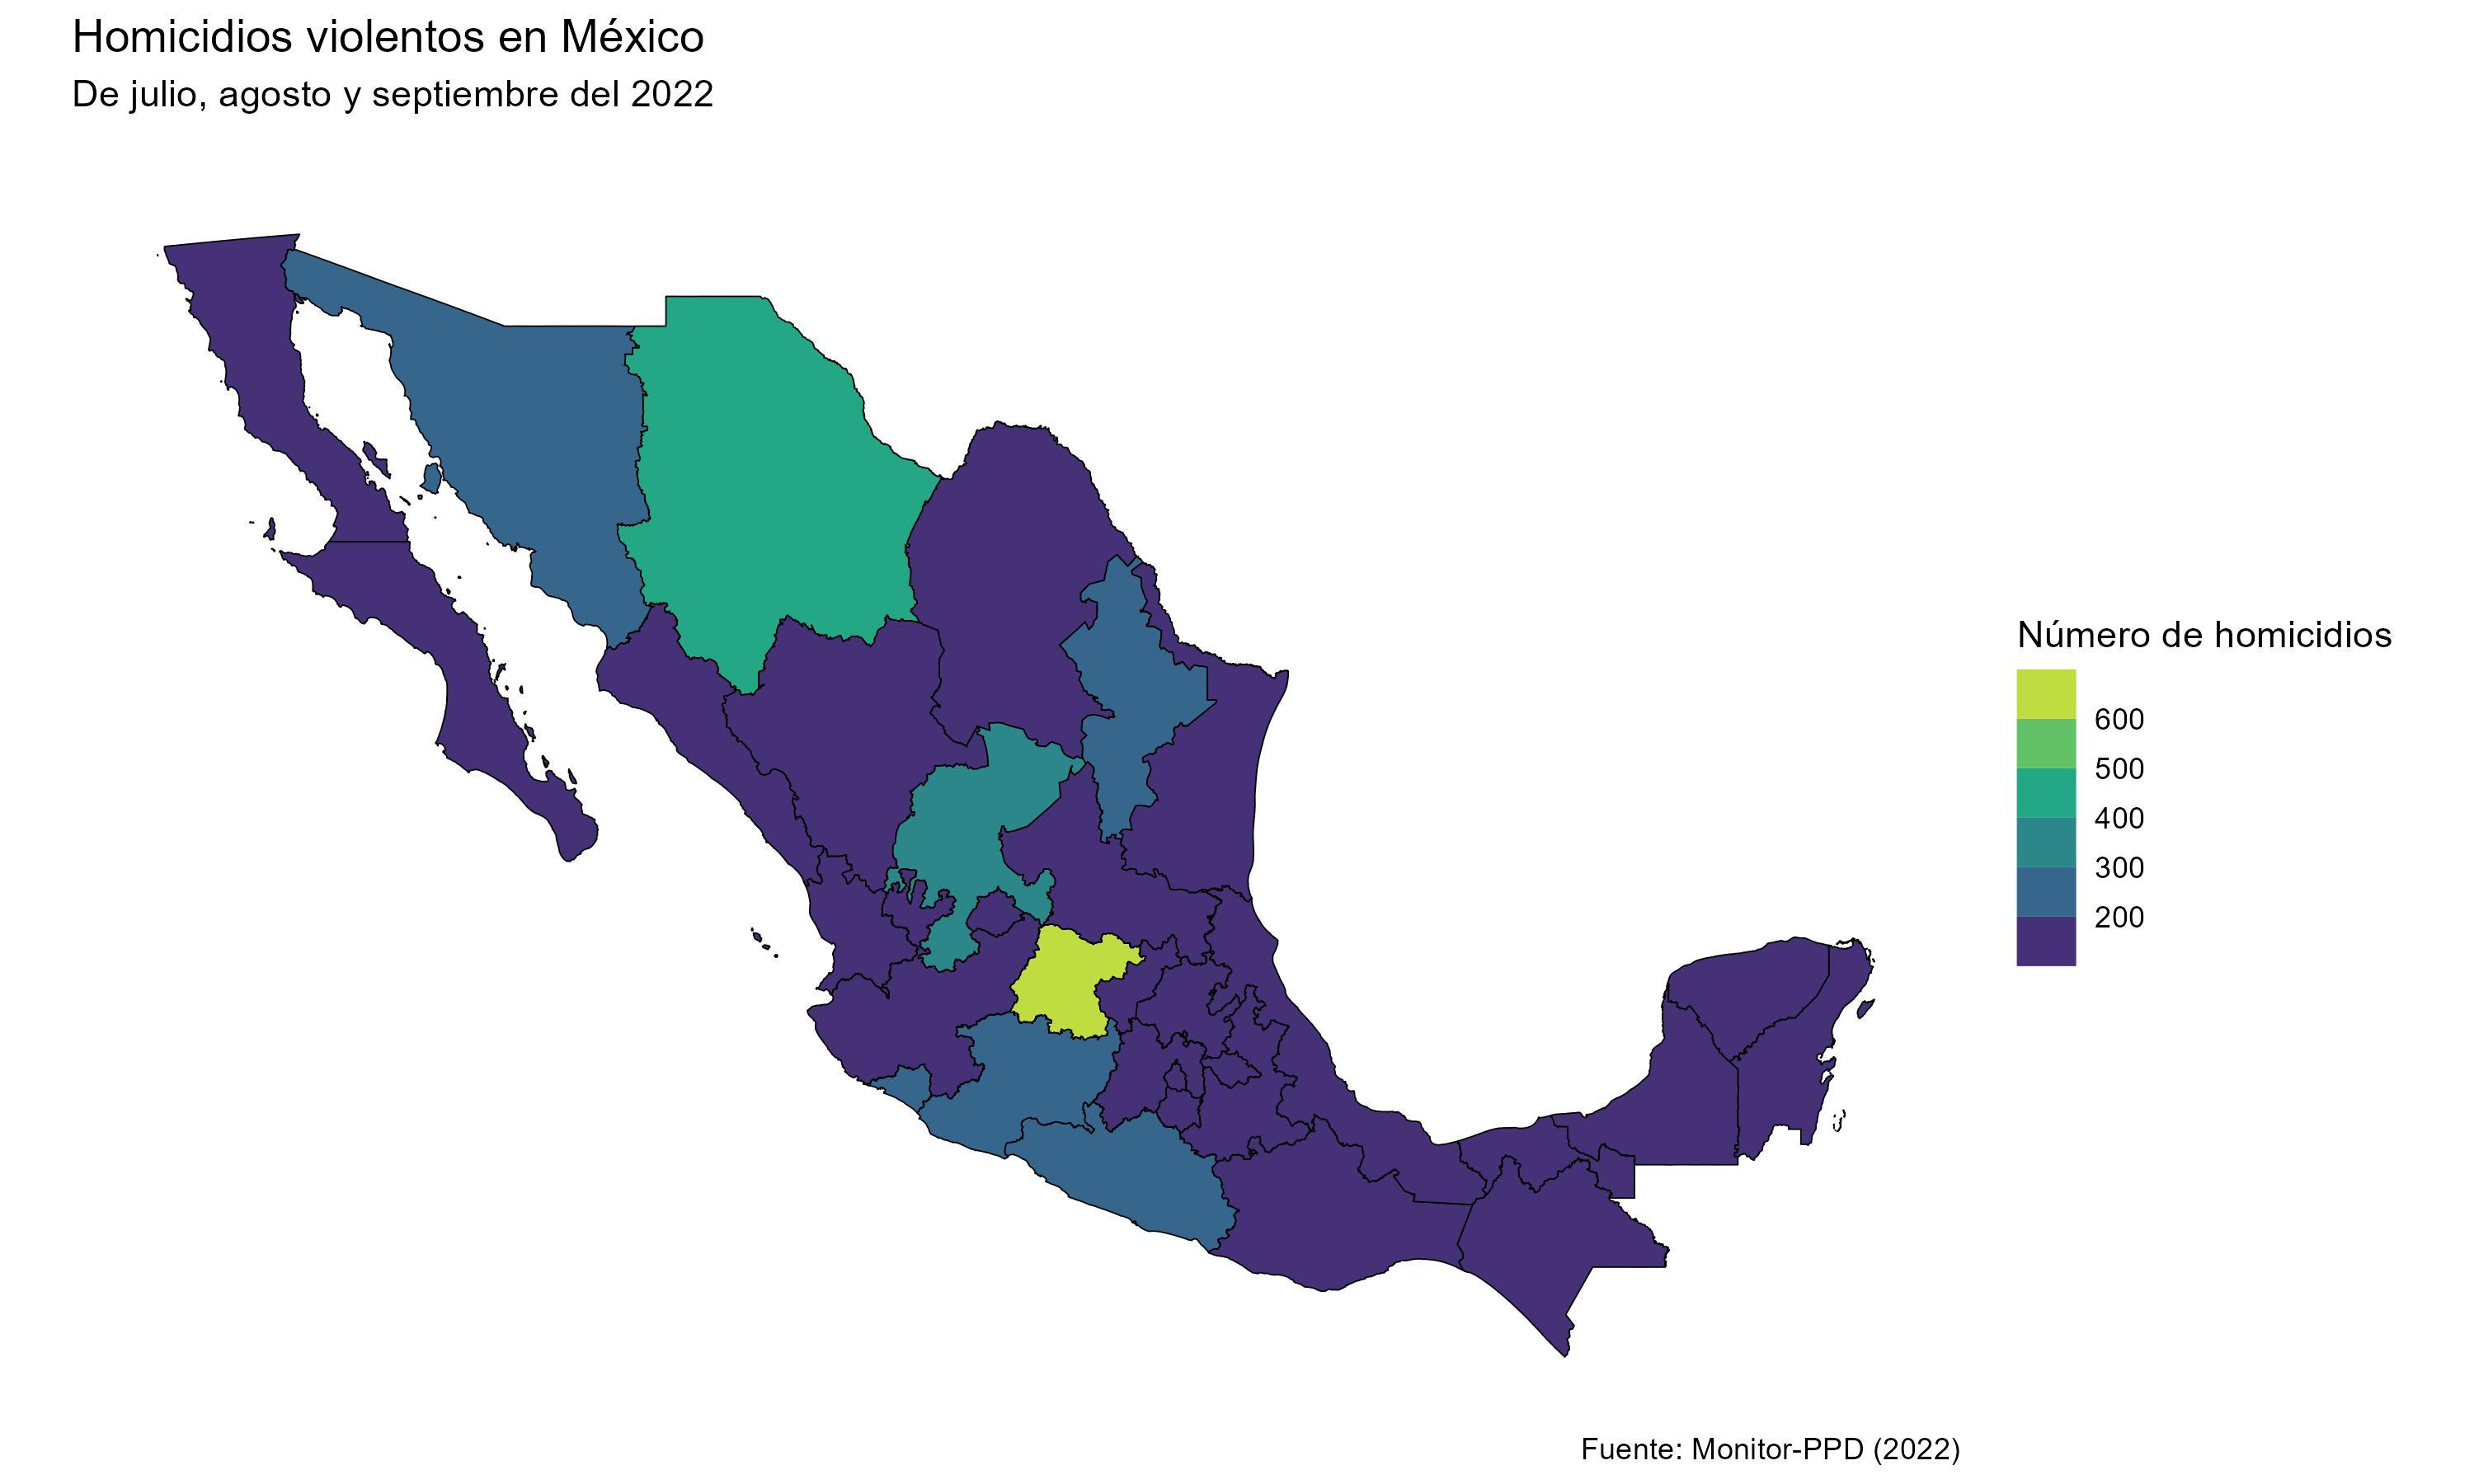 Homicidios violentos en México
De julio, agosto y septiembre del 2022
Número de homicidios
600
500
400
300
200
Fuente: Monitor-PPD (2022)